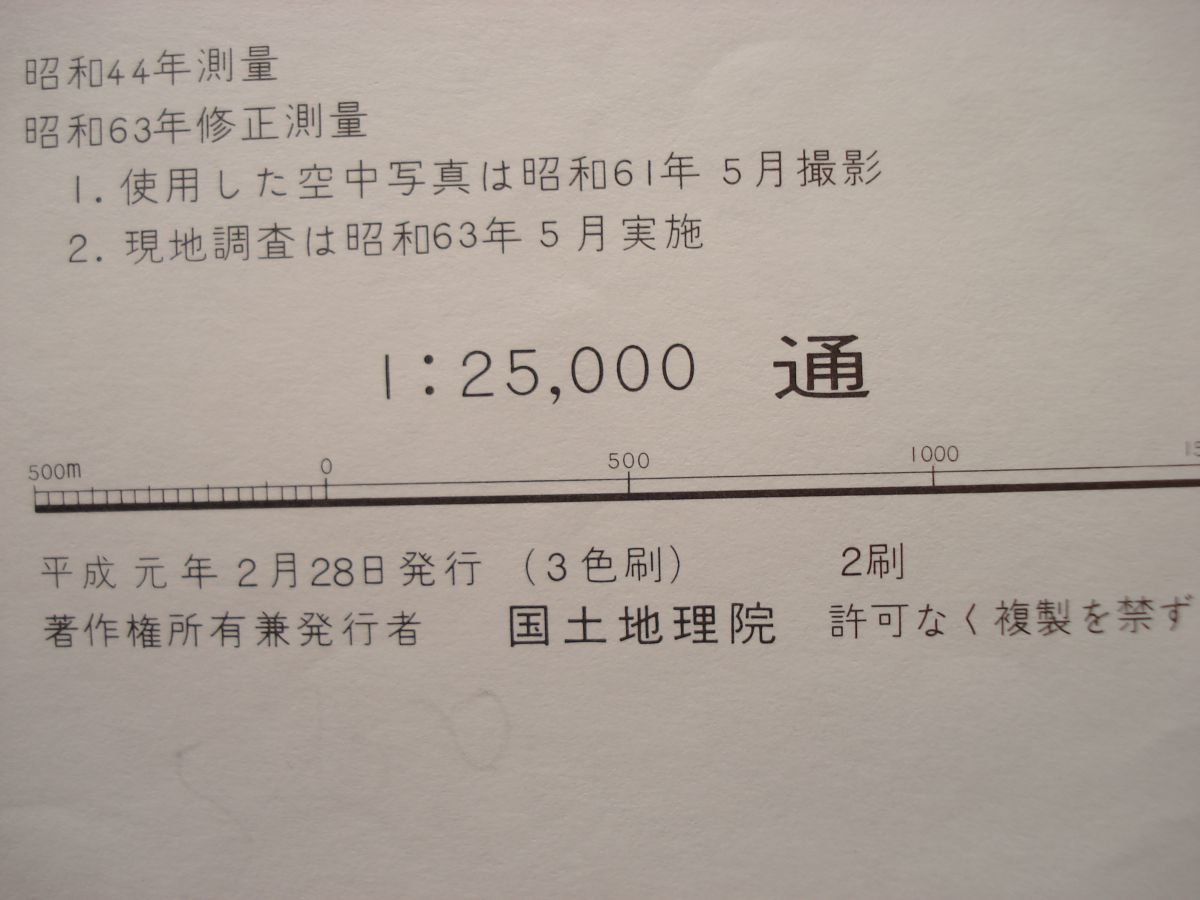 昭和44年測量
昭和63年修正測量
1. 使用した空中写真は昭和61年 5月撮影
2. 現地調査は昭和63年 5月実施
1:25,000 通
500m 0 500 1000
平成元年2月28日発行 (3色刷) 2刷
著作権所有兼発行者 国土地理院 許可なく複製を禁ず